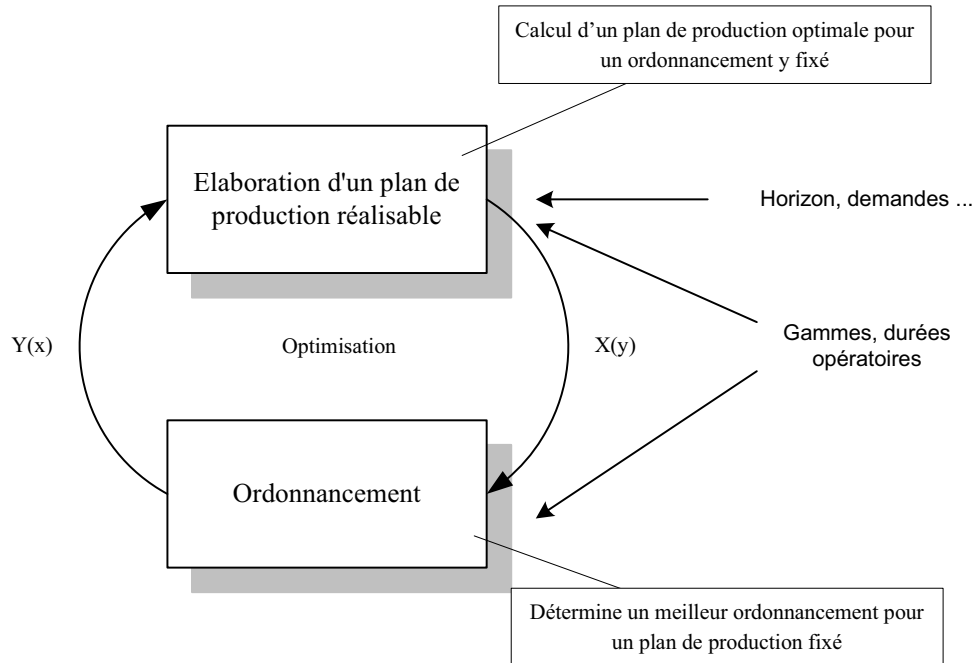 Calcul d’un plan de production optimale pour
un ordonnancement y fixé
Elaboration d'un plan de
production réalisable
Horizon, demandes ...
Y(x)
Optimisation
X(y)
Gammes, durées
opératoires
Ordonnancement
Détermine un meilleur ordonnancement pour
un plan de production fixé